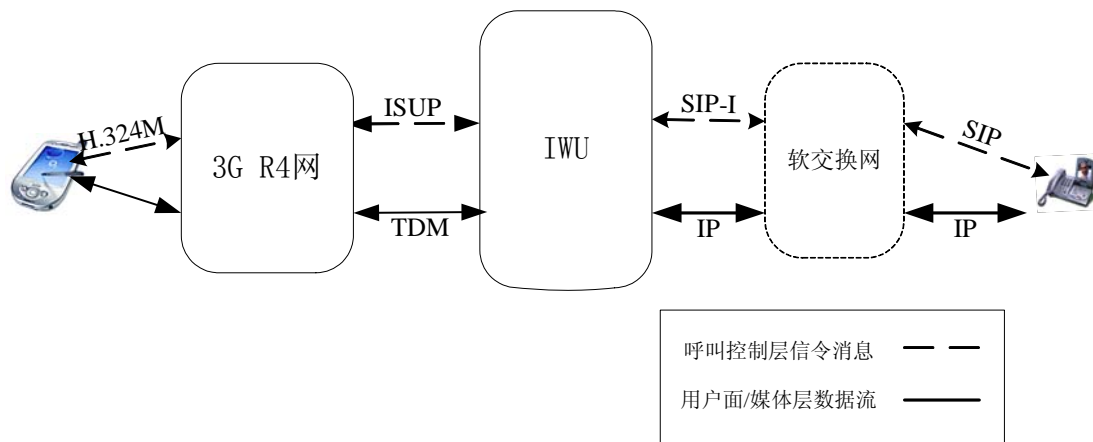 H.324M
3G R4网
ISUP
TDM
IWU
SIP-I
IP
软交换网
SIP
IP
呼叫控制层信令消息
用户面/媒体层数据流